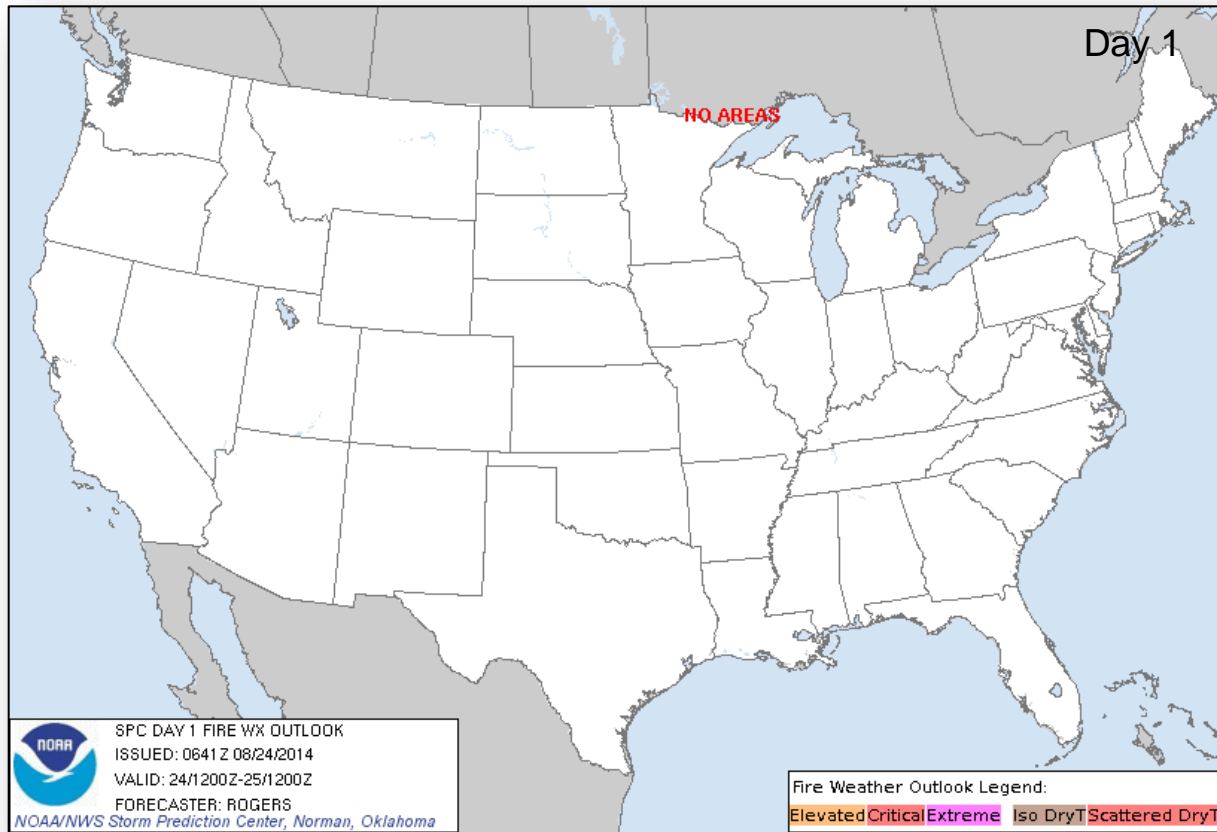 Day 1
NO AREAS
NOAA
SPC DAY 1 FIRE WX OUTLOOK
ISSUED: 0641Z 08/24/2014
VALID: 24/1200Z-25/1200Z
FORECASTER: ROGERS
NOAA/NWS Storm Prediction Center, Norman, Oklahoma
Fire Weather Outlook Legend:
Elevated Critical Extreme Iso DryT Scattered DryT